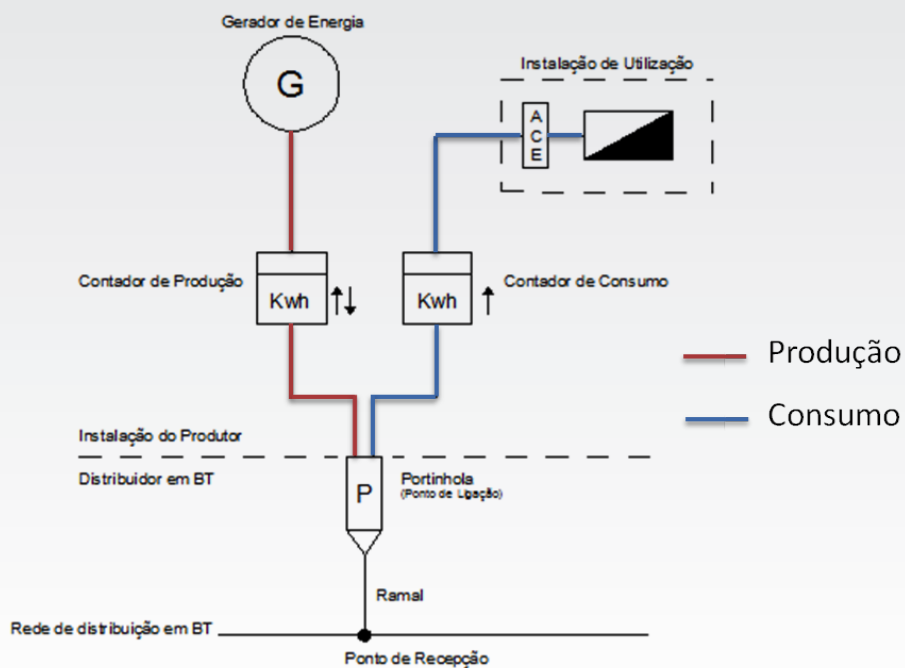 Gerador de Energia
G
Instalação de Utilização
A
C
E
Contador de Produção
Kwh
Kwh
Contador de Consumo
Produção
Consumo
Instalação do Produtor
Distribuidor em BT
P
Portinhola
(Ponto de Ligação)
Ramal
Rede de distribuição em BT
Ponto de Recepção